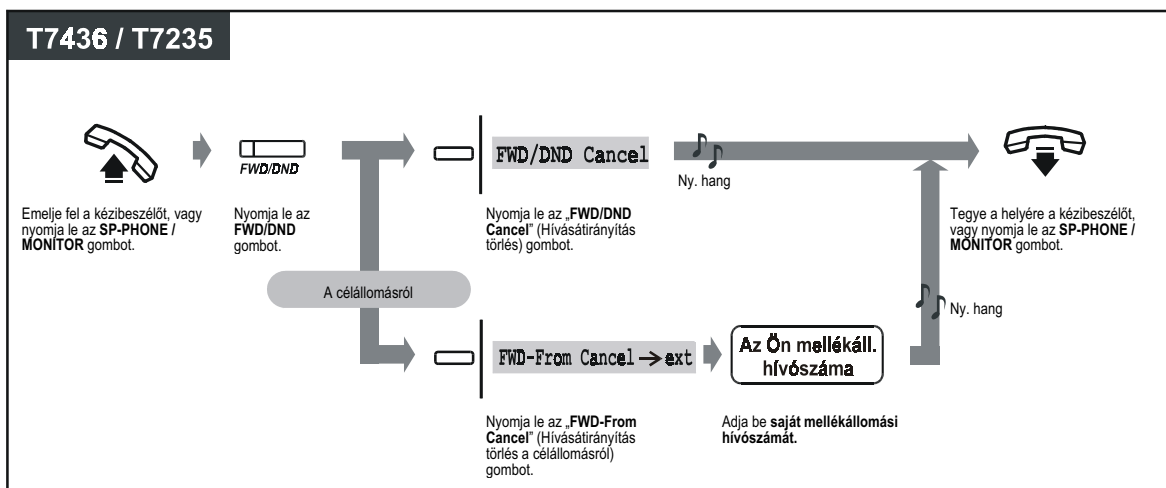 T7436 / T7235
FWD/DND
FWD/DND Cancel
Ny. hang
Emelje fel a kézibeszélőt, vagy
nyomja le az SP-PHONE /
MONITOR gombot.
Nyomja le az
FWD/DND
gombot.
Nyomja le az „FWD/DND
Cancel” (Hívásátirányítás
törlés) gombot.
Tegye a helyére a kézibeszélőt,
vagy nyomja le az SP-PHONE /
MONITOR gombot.
A célállomásról
Ny. hang
FWD-From Cancel → ext
Az Ön mellékáll.
hívószáma
Nyomja le az „FWD-From
Cancel” (Hívásátirányítás
törlés a célállomásról)
gombot.
Adja be saját mellékállomási
hívószámát.